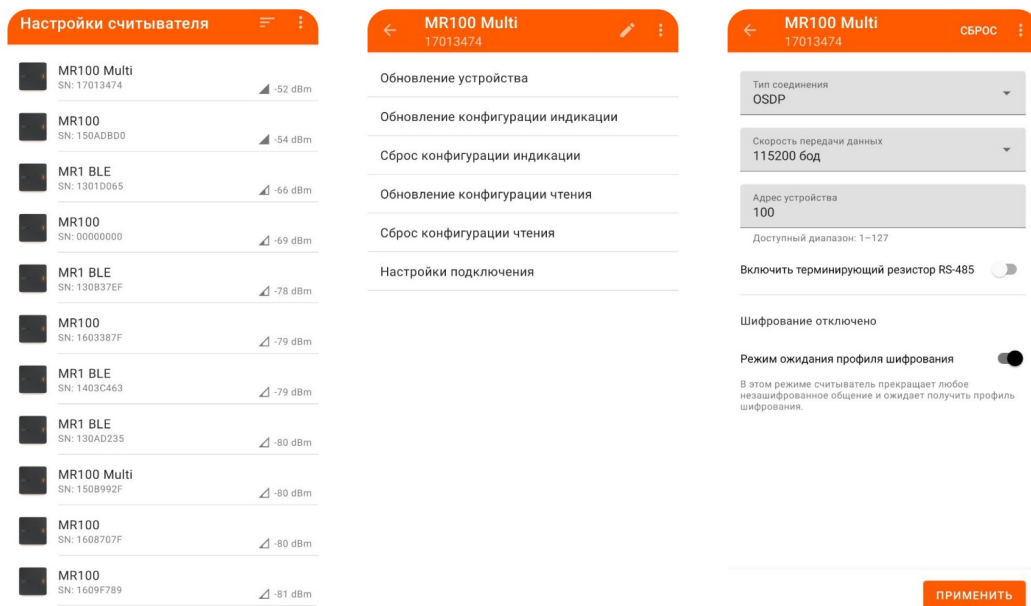 Настройки считывателя
MR100 Multi
SN: 17013474
-52 dBm
MR100
SN: 150ADBD0
-54 dBm
MR1 BLE
SN: 1301D065
-66 dBm
MR100
SN: 00000000
-69 dBm
MR1 BLE
SN: 130B37EF
-78 dBm
MR100
SN: 1603387F
-79 dBm
MR1 BLE
SN: 1403C463
-79 dBm
MR1 BLE
SN: 130AD235
-80 dBm
MR100 Multi
SN: 150B992F
-80 dBm
MR100
SN: 1608707F
-80 dBm
MR100
SN: 1609F789
-81 dBm
MR100 Multi
17013474
Обновление устройства
Обновление конфигурации индикации
Сброс конфигурации индикации
Обновление конфигурации чтения
Сброс конфигурации чтения
Настройки подключения
MR100 Multi
17013474
СБРОС
Тип соединения
OSDP
Скорость передачи данных
115200 бод
Адрес устройства
100
Доступный диапазон: 1–127
Включить терминирующий резистор RS-485
Шифрование отключено
Режим ожидания профиля шифрования
В этом режиме считыватель прекращает любое
незашифрованное общение и ожидает получить профиль
шифрования.
ПРИМЕНИТЬ